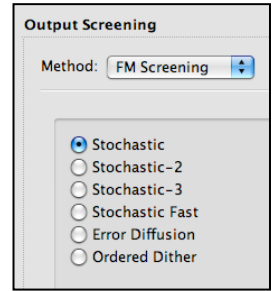 Output Screening
Method: FM Screening
Stochastic
Stochastic-2
Stochastic-3
Stochastic Fast
Error Diffusion
Ordered Dither